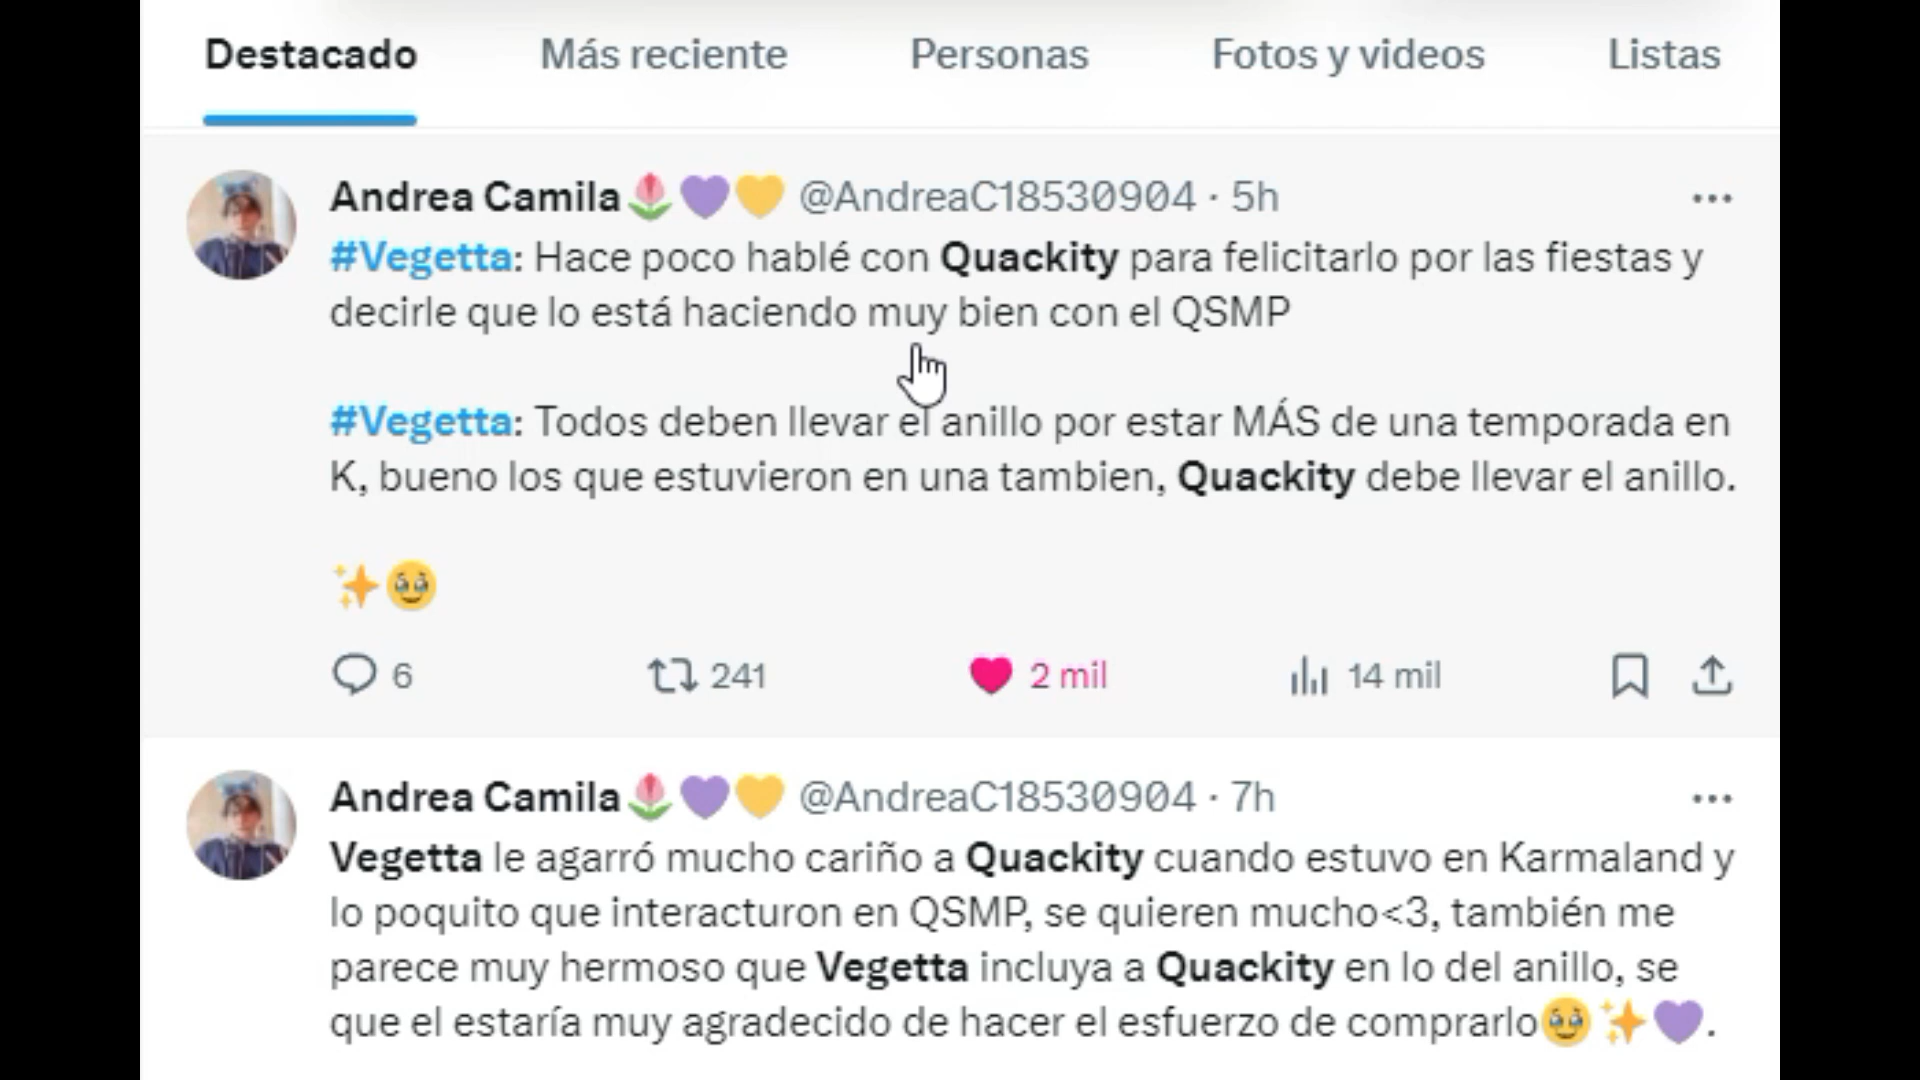 Destacado Más reciente Personas Fotos y videos Listas
Andrea Camila🌷💜💛 @AndreaC18530904 · 5h
#Vegetta: Hace poco hablé con Quackity para felicitarlo por las fiestas y
decirle que lo está haciendo muy bien con el QSMP
#Vegetta: Todos deben llevar el anillo por estar MÁS de una temporada en
K, bueno los que estuvieron en una tambien, Quackity debe llevar el anillo.
✨🥹
6 241 2 mil 14 mil
Andrea Camila🌷💜💛 @AndreaC18530904 · 7h
Vegetta le agarró mucho cariño a Quackity cuando estuvo en Karmaland y
lo poquito que interacturon en QSMP, se quieren mucho<3, también me
parece muy hermoso que Vegetta incluya a Quackity en lo del anillo, se
que el estaría muy agradecido de hacer el esfuerzo de comprarlo🥹✨💜.